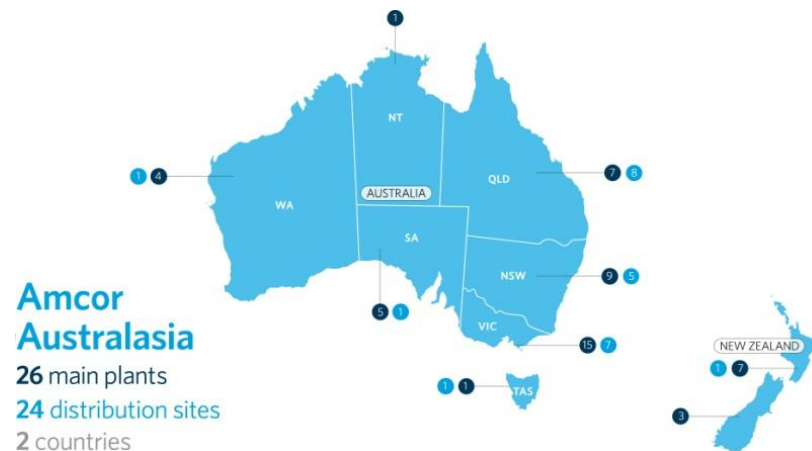 1
NT
1 4
7 8
QLD
AUSTRALIA
WA
SA
NSW
9 5
5 1
VIC
15 7
NEW ZEALAND
1 7
1 1
TAS
3
Amcor
Australasia
26 main plants
24 distribution sites
2 countries